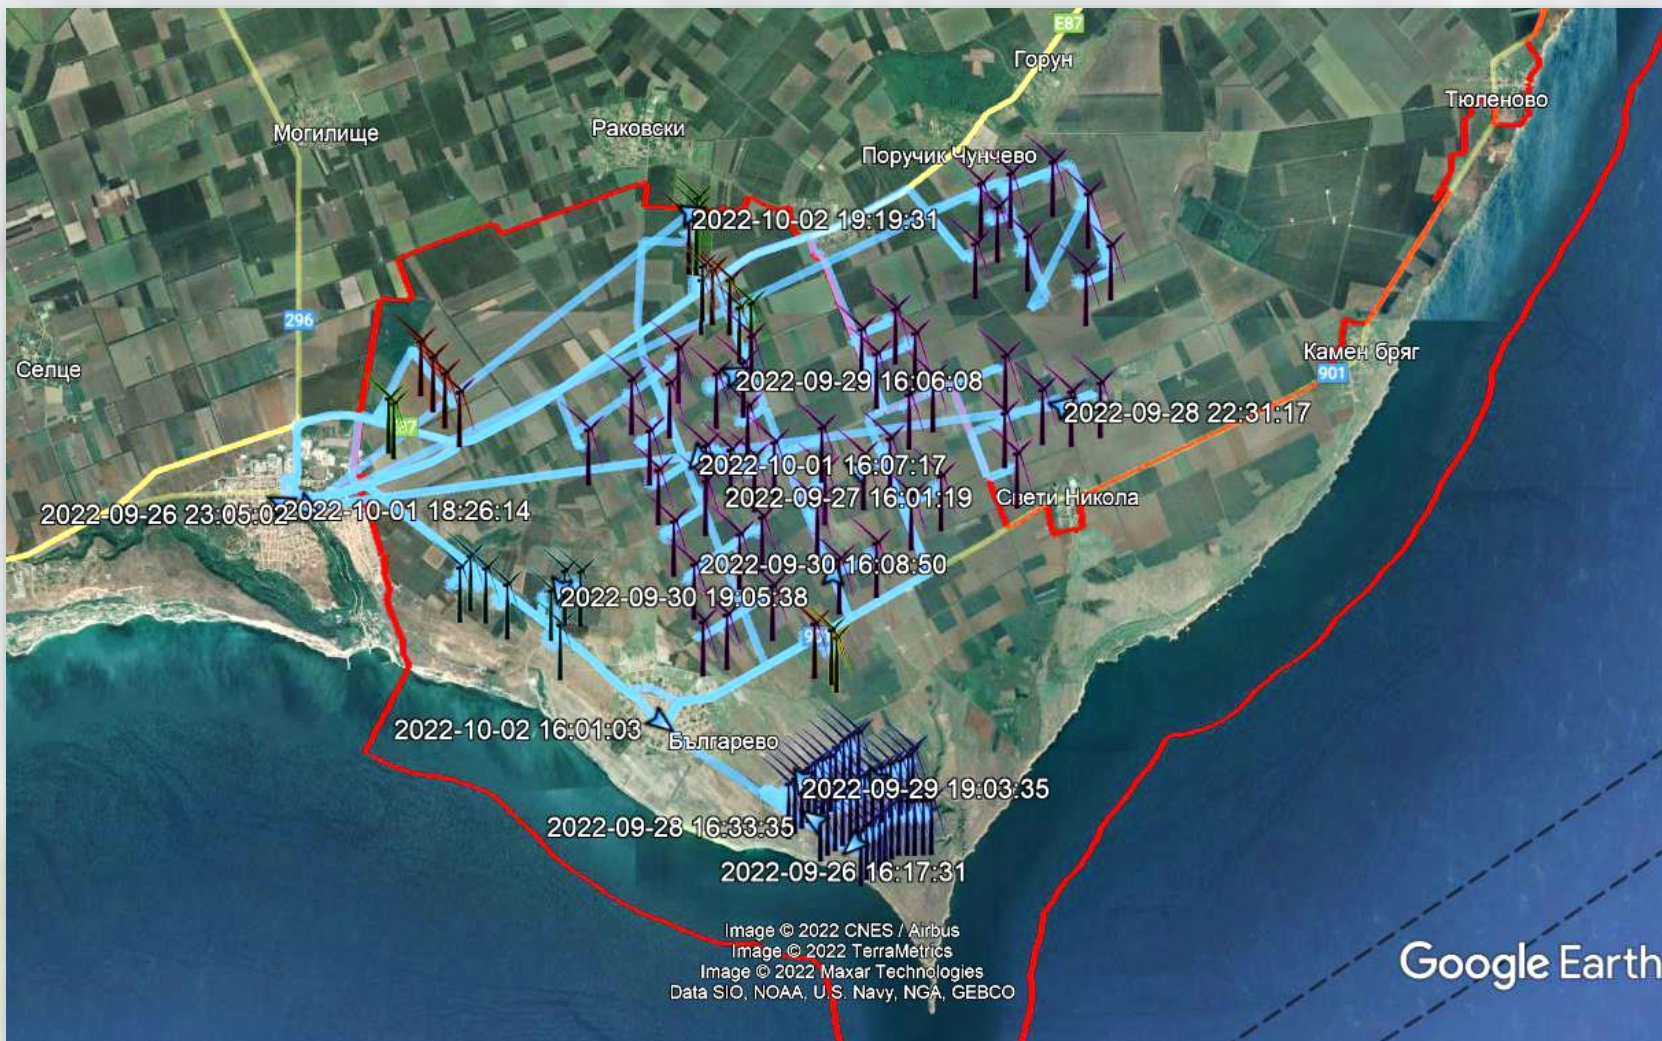 E87
Горун
Тюленово
Могилище
Раковски
Поручик Чунчево
2022-10-02 19:19:31
296
Камен бряг
901
Селце
2022-09-29 16:06:08
2022-09-28 22:31:17
87
2022-10-01 16:07:17
2022-09-27 16:01:19
Свети Никола
2022-09-26 23:05:02
2022-10-01 18:26:14
2022-09-30 16:08:50
2022-09-30 19:05:38
2022-10-02 16:01:03
Българево
2022-09-29 19:03:35
2022-09-28 16:33:35
2022-09-26 16:17:31
Image © 2022 CNES / Airbus
Image © 2022 TerraMetrics
Image © 2022 Maxar Technologies
Data SIO, NOAA, U.S. Navy, NGA, GEBCO
Google Earth